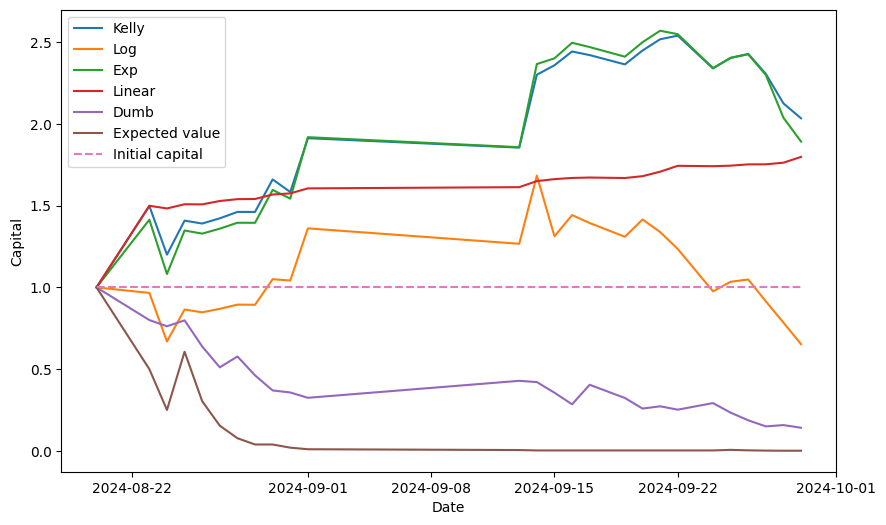 Kelly
Log
Exp
Linear
Dumb
Expected value
Initial capital
Capital
2.5
2.0
1.5
1.0
0.5
0.0
2024-08-22
2024-09-01
2024-09-08
2024-09-15
2024-09-22
2024-10-01
Date